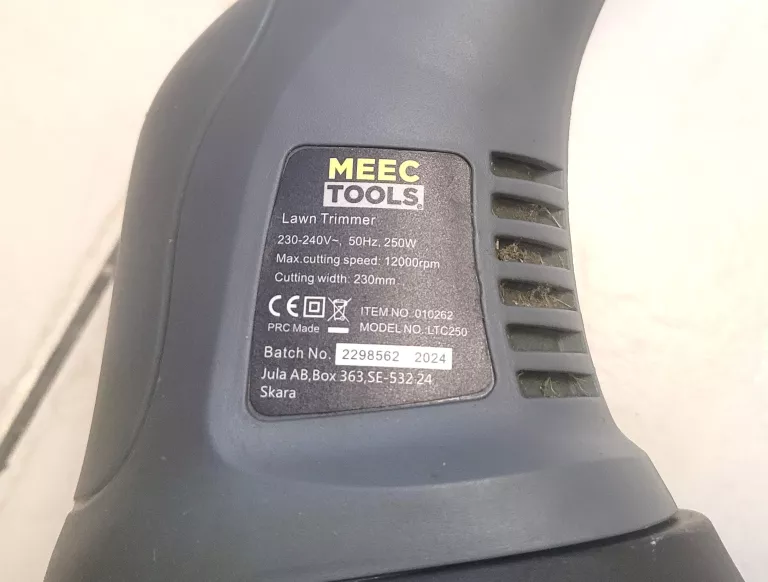 MEEC
TOOLS®
Lawn Trimmer
230-240V~, 50Hz, 250W
Max.cutting speed: 12000rpm
Cutting width: 230mm
CE
ITEM NO. 010262
PRC Made
MODEL NO. LTC250
Batch No. 2298562 2024
Jula AB,Box 363,SE-532 24,
Skara